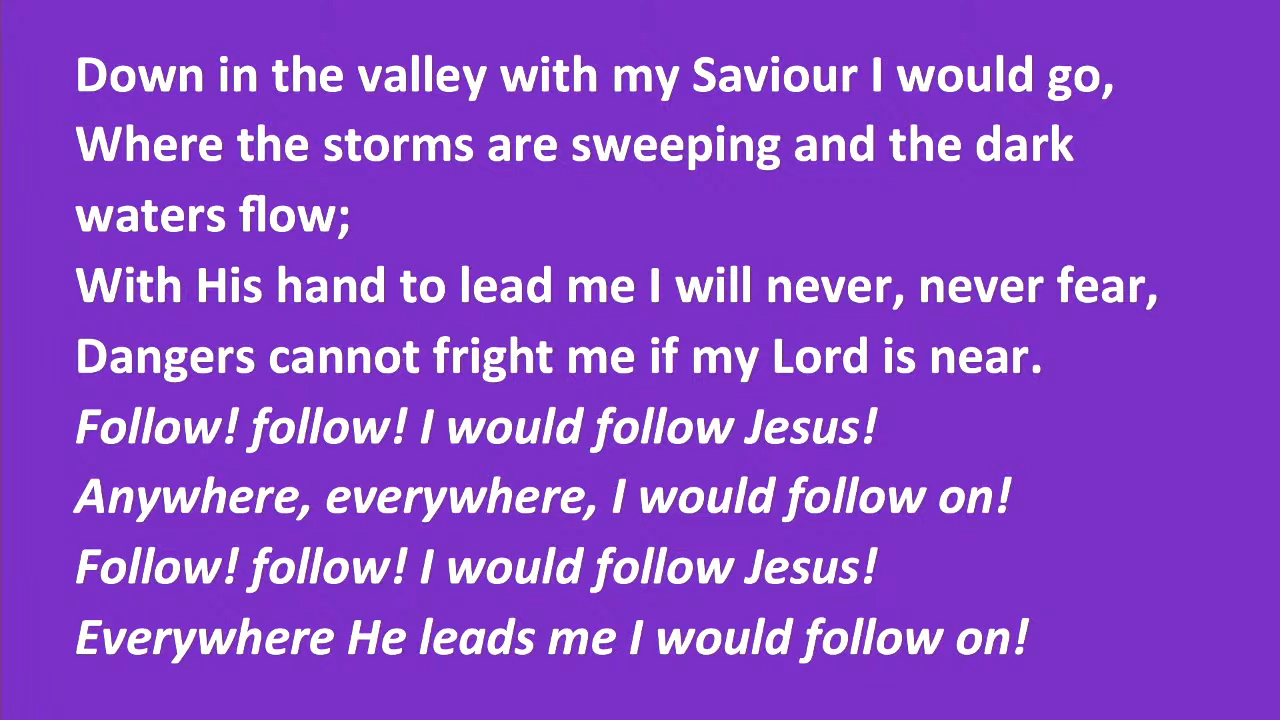 Down in the valley with my Saviour I would go,
Where the storms are sweeping and the dark
waters flow;
With His hand to lead me I will never, never fear,
Dangers cannot fright me if my Lord is near.
Follow! follow! I would follow Jesus!
Anywhere, everywhere, I would follow on!
Follow! follow! I would follow Jesus!
Everywhere He leads me I would follow on!